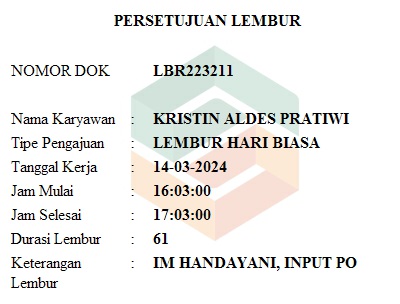 PERSETUJUAN LEMBUR
NOMOR DOK LBR223211
Nama Karyawan : KRISTIN ALDES PRATIWI
Tipe Pengajuan : LEMBUR HARI BIASA
Tanggal Kerja : 14-03-2024
Jam Mulai : 16:03:00
Jam Selesai : 17:03:00
Durasi Lembur : 61
Keterangan : IM HANDAYANI, INPUT PO
Lembur